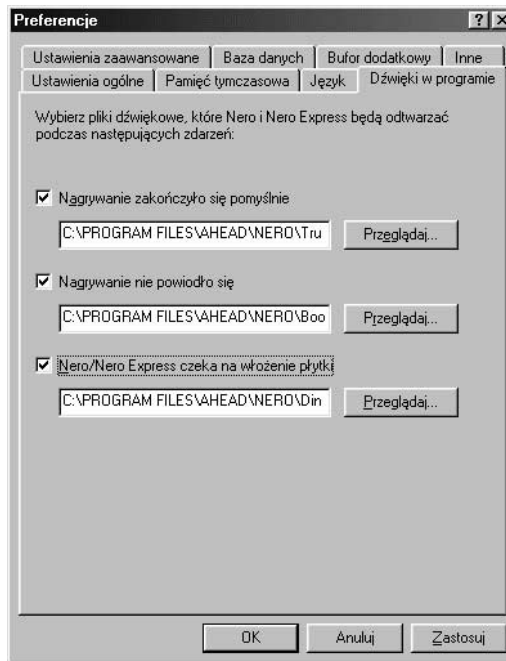 Preferencje
Ustawienia zaawansowane Baza danych Bufor dodatkowy Inne
Ustawienia ogólne Pamięć tymczasowa Język Dźwięki w programie
Wybierz pliki dźwiękowe, które Nero i Nero Express będą odtwarzać
podczas następujących zdarzeń:
Nagrywanie zakończyło się pomyślnie
C:\PROGRAM FILES\AHEAD\NERO\Tru Przeglądaj...
Nagrywanie nie powiodło się
C:\PROGRAM FILES\AHEAD\NERO\Boo Przeglądaj...
Nero/Nero Express czeka na włożenie płytki
C:\PROGRAM FILES\AHEAD\NERO\Din Przeglądaj...
OK Anuluj Zastosuj